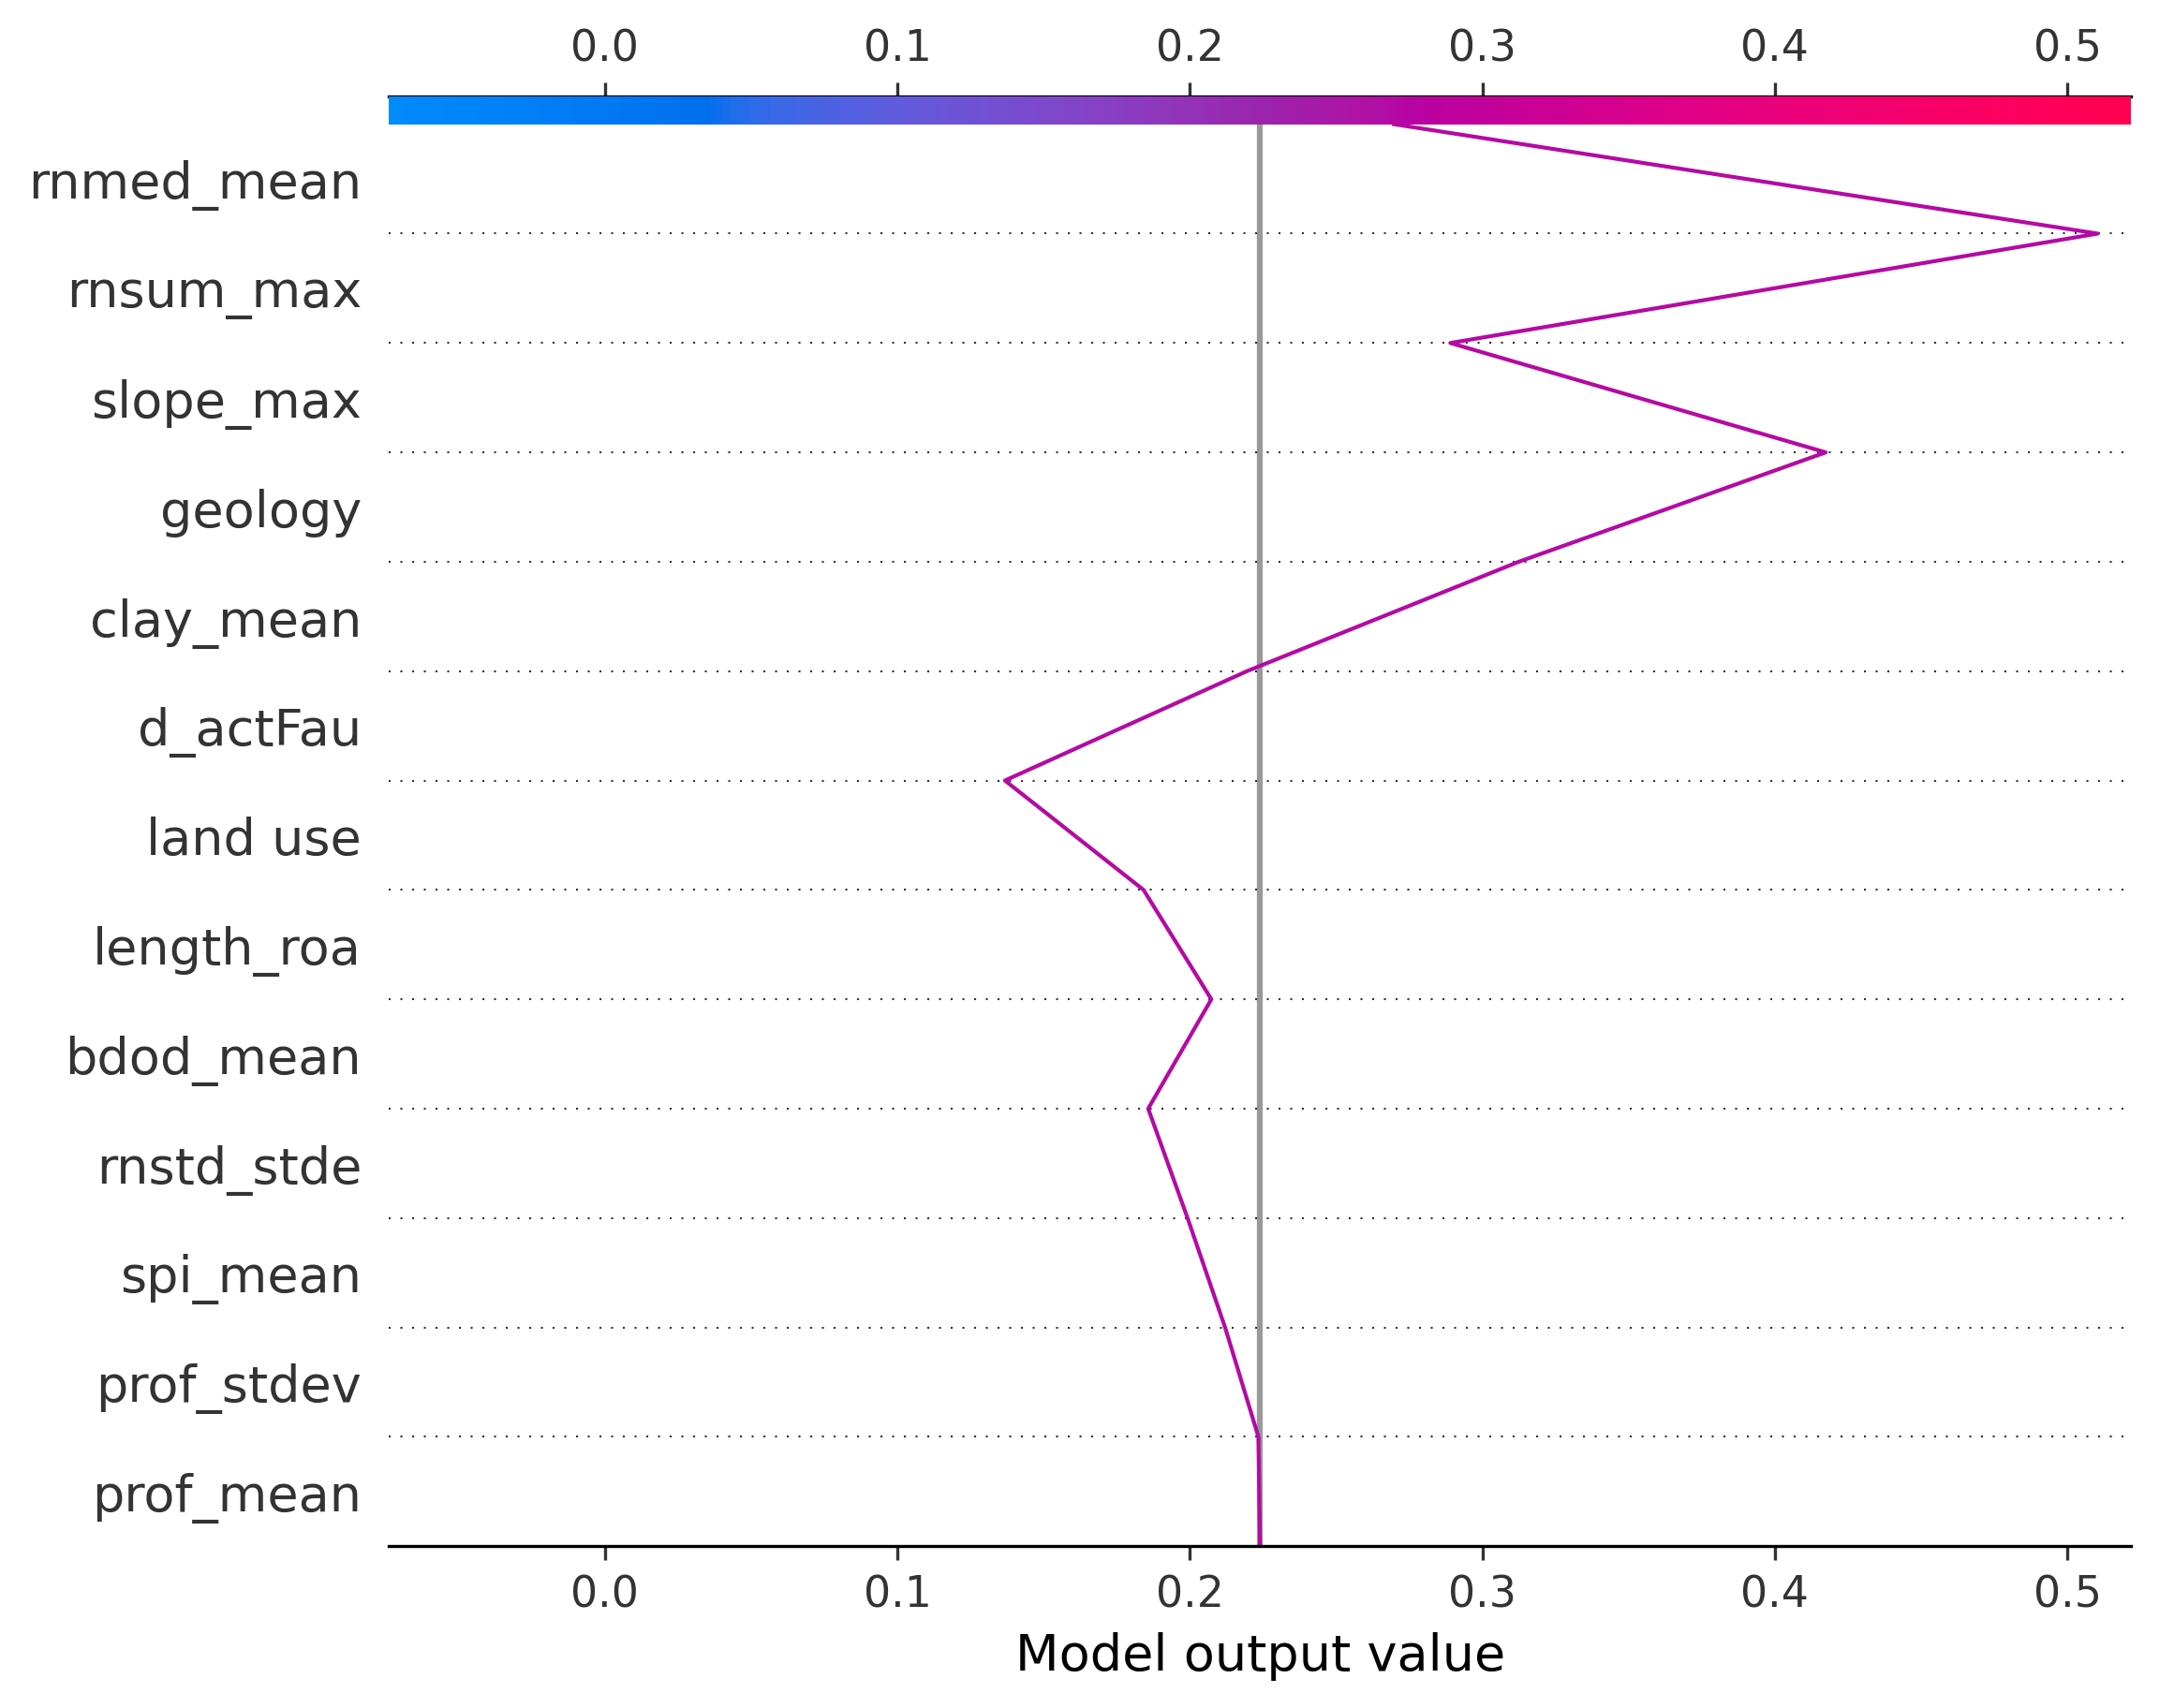 0.0 0.1 0.2 0.3 0.4 0.5
rnmed_mean
rnsum_max
slope_max
geology
clay_mean
d_actFau
land use
length_roa
bdod_mean
rnstd_stde
spi_mean
prof_stdev
prof_mean
0.0 0.1 0.2 0.3 0.4 0.5
Model output value